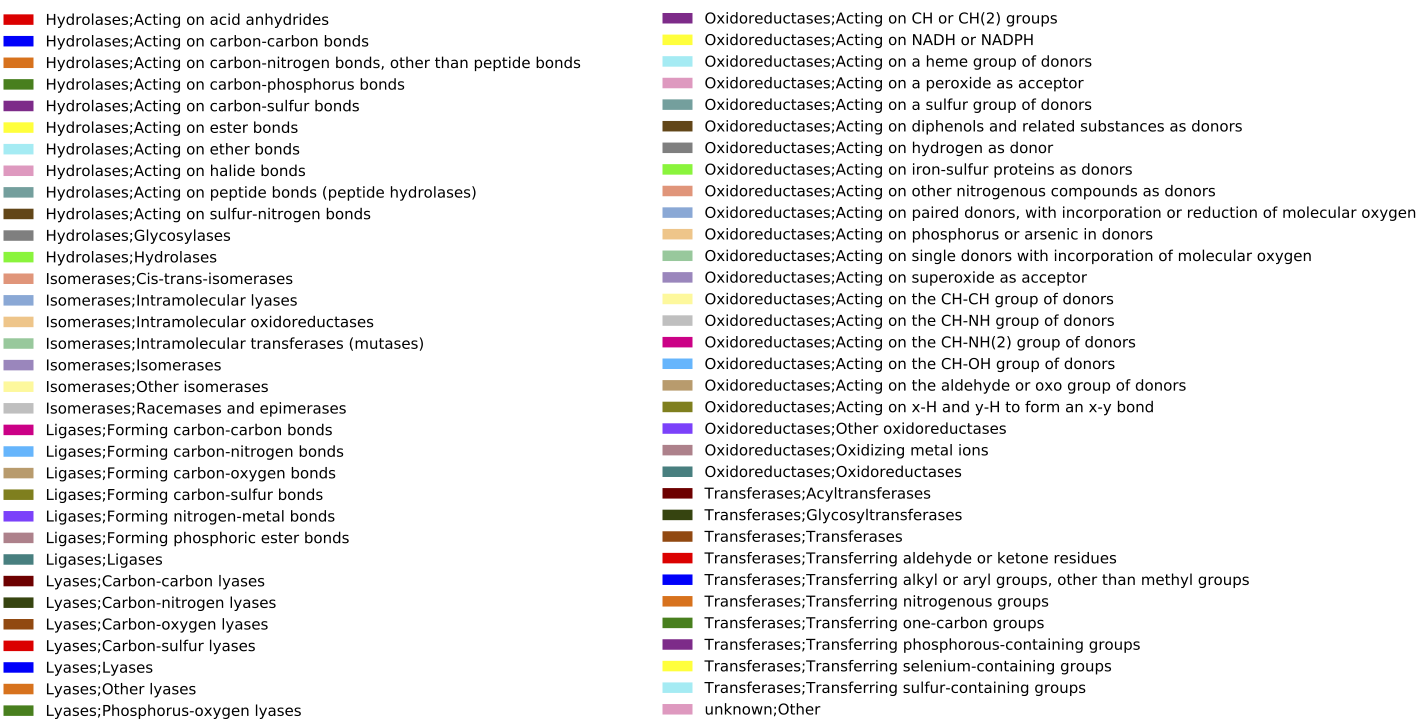 Hydrolases;Acting on acid anhydrides
Hydrolases;Acting on carbon-carbon bonds
Hydrolases;Acting on carbon-nitrogen bonds, other than peptide bonds
Hydrolases;Acting on carbon-phosphorus bonds
Hydrolases;Acting on carbon-sulfur bonds
Hydrolases;Acting on ester bonds
Hydrolases;Acting on ether bonds
Hydrolases;Acting on halide bonds
Hydrolases;Acting on peptide bonds (peptide hydrolases)
Hydrolases;Acting on sulfur-nitrogen bonds
Hydrolases;Glycosylases
Hydrolases;Hydrolases
Isomerases;Cis-trans-isomerases
Isomerases;Intramolecular lyases
Isomerases;Intramolecular oxidoreductases
Isomerases;Intramolecular transferases (mutases)
Isomerases;Isomerases
Isomerases;Other isomerases
Isomerases;Racemases and epimerases
Ligases;Forming carbon-carbon bonds
Ligases;Forming carbon-nitrogen bonds
Ligases;Forming carbon-oxygen bonds
Ligases;Forming carbon-sulfur bonds
Ligases;Forming nitrogen-metal bonds
Ligases;Forming phosphoric ester bonds
Ligases;Ligases
Lyases;Carbon-carbon lyases
Lyases;Carbon-nitrogen lyases
Lyases;Carbon-oxygen lyases
Lyases;Carbon-sulfur lyases
Lyases;Lyases
Lyases;Other lyases
Lyases;Phosphorus-oxygen lyases
Oxidoreductases;Acting on CH or CH(2) groups
Oxidoreductases;Acting on NADH or NADPH
Oxidoreductases;Acting on a heme group of donors
Oxidoreductases;Acting on a peroxide as acceptor
Oxidoreductases;Acting on a sulfur group of donors
Oxidoreductases;Acting on diphenols and related substances as donors
Oxidoreductases;Acting on hydrogen as donor
Oxidoreductases;Acting on iron-sulfur proteins as donors
Oxidoreductases;Acting on other nitrogenous compounds as donors
Oxidoreductases;Acting on paired donors, with incorporation or reduction of molecular oxygen
Oxidoreductases;Acting on phosphorus or arsenic in donors
Oxidoreductases;Acting on single donors with incorporation of molecular oxygen
Oxidoreductases;Acting on superoxide as acceptor
Oxidoreductases;Acting on the CH-CH group of donors
Oxidoreductases;Acting on the CH-NH group of donors
Oxidoreductases;Acting on the CH-NH(2) group of donors
Oxidoreductases;Acting on the CH-OH group of donors
Oxidoreductases;Acting on the aldehyde or oxo group of donors
Oxidoreductases;Acting on x-H and y-H to form an x-y bond
Oxidoreductases;Other oxidoreductases
Oxidoreductases;Oxidizing metal ions
Oxidoreductases;Oxidoreductases
Transferases;Acyltransferases
Transferases;Glycosyltransferases
Transferases;Transferases
Transferases;Transferring aldehyde or ketone residues
Transferases;Transferring alkyl or aryl groups, other than methyl groups
Transferases;Transferring nitrogenous groups
Transferases;Transferring one-carbon groups
Transferases;Transferring phosphorous-containing groups
Transferases;Transferring selenium-containing groups
Transferases;Transferring sulfur-containing groups
unknown;Other